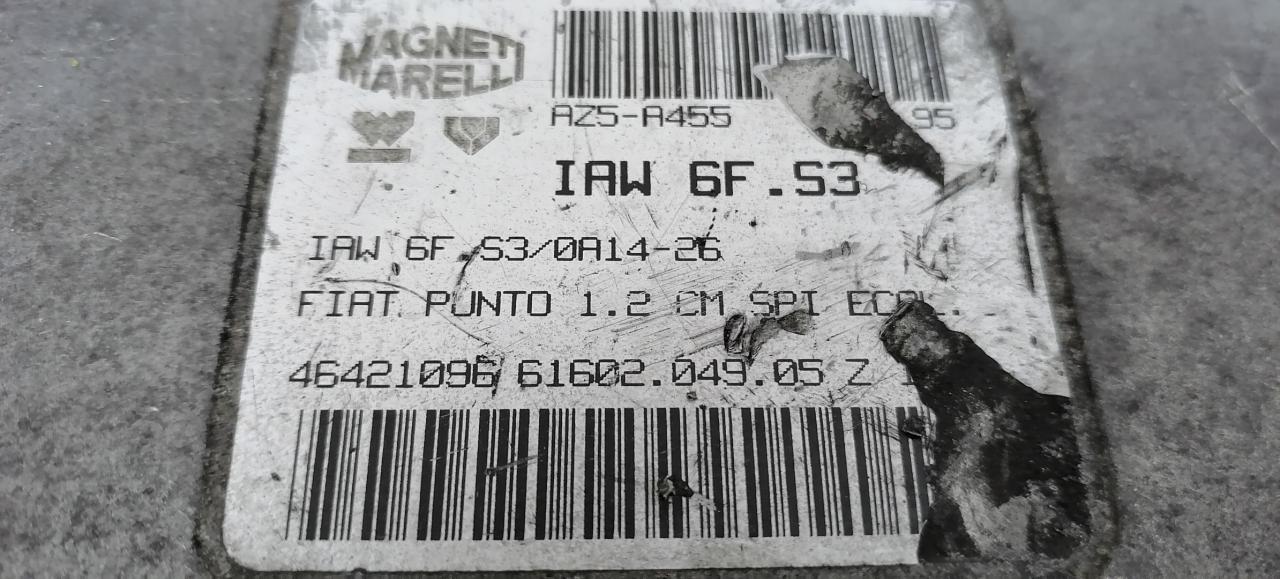 MAGNETI
MARELLI
AZ5-A455 95
IAW 6F.S3
IAW 6F.S3/0A14-26
FIAT PUNTO 1.2 CM SPI ECOL.
46421096 61602.049.05 Z